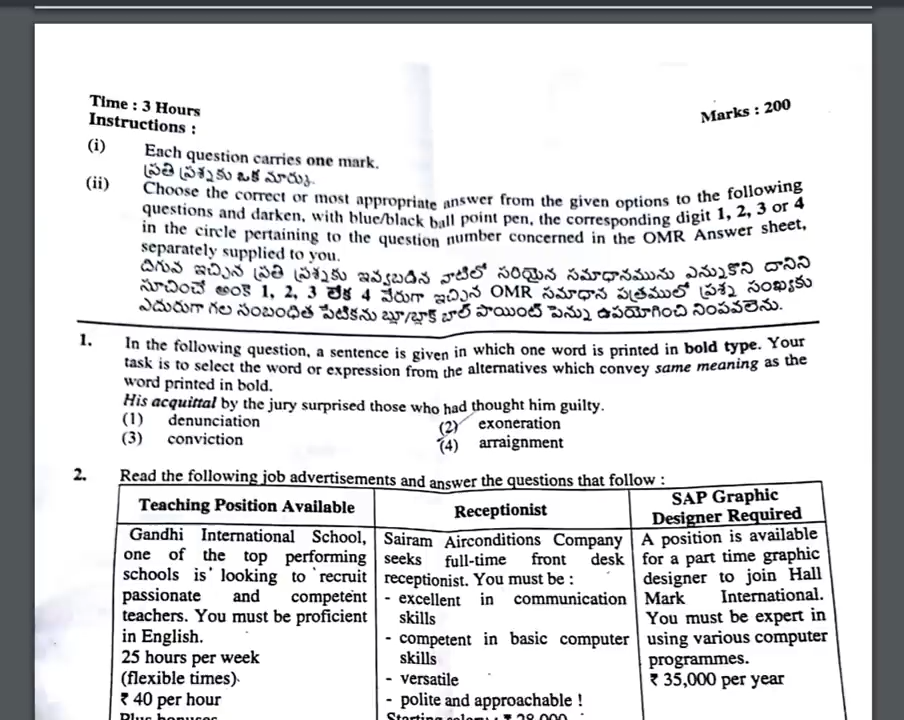 Time : 3 Hours
Marks : 200
Instructions :
(i) Each question carries one mark.
ప్రతి ప్రశ్నకు ఒక మార్కు.
(ii) Choose the correct or most appropriate answer from the given options to the following
questions and darken, with blue/black ball point pen, the corresponding digit 1, 2, 3 or 4
in the circle pertaining to the question number concerned in the OMR Answer sheet,
separately supplied to you.
దిగువ ఇచ్చిన ప్రతి ప్రశ్నకు ఇవ్వబడిన వాటిలో సరియైన సమాధానమును ఎన్నుకొని దానిని
సూచించే అంకె 1, 2, 3 లేక 4 వేరుగా ఇచ్చిన OMR సమాధాన పత్రములో ప్రశ్న సంఖ్యకు
ఎదురుగా గల సంబంధిత పేటికను బ్లూ/బ్లాక్ బాల్ పాయింట్ పెన్ను ఉపయోగించి నింపవలెను.
1. In the following question, a sentence is given in which one word is printed in bold type. Your
task is to select the word or expression from the alternatives which convey same meaning as the
word printed in bold.
His acquittal by the jury surprised those who had thought him guilty.
(1) denunciation (2) exoneration
(3) conviction (4) arraignment
2. Read the following job advertisements and answer the questions that follow :
Teaching Position Available
Gandhi International School,
one of the top performing
schools is looking to recruit
passionate and competent
teachers. You must be proficient
in English.
25 hours per week
(flexible times)
₹ 40 per hour
Plus bonuses
Receptionist
Sairam Airconditions Company
seeks full-time front desk
receptionist. You must be :
- excellent in communication
skills
- competent in basic computer
skills
- versatile
- polite and approachable !
Starting salary : ₹ 28,000
SAP Graphic
Designer Required
A position is available
for a part time graphic
designer to join Hall
Mark International.
You must be expert in
using various computer
programmes.
₹ 35,000 per year